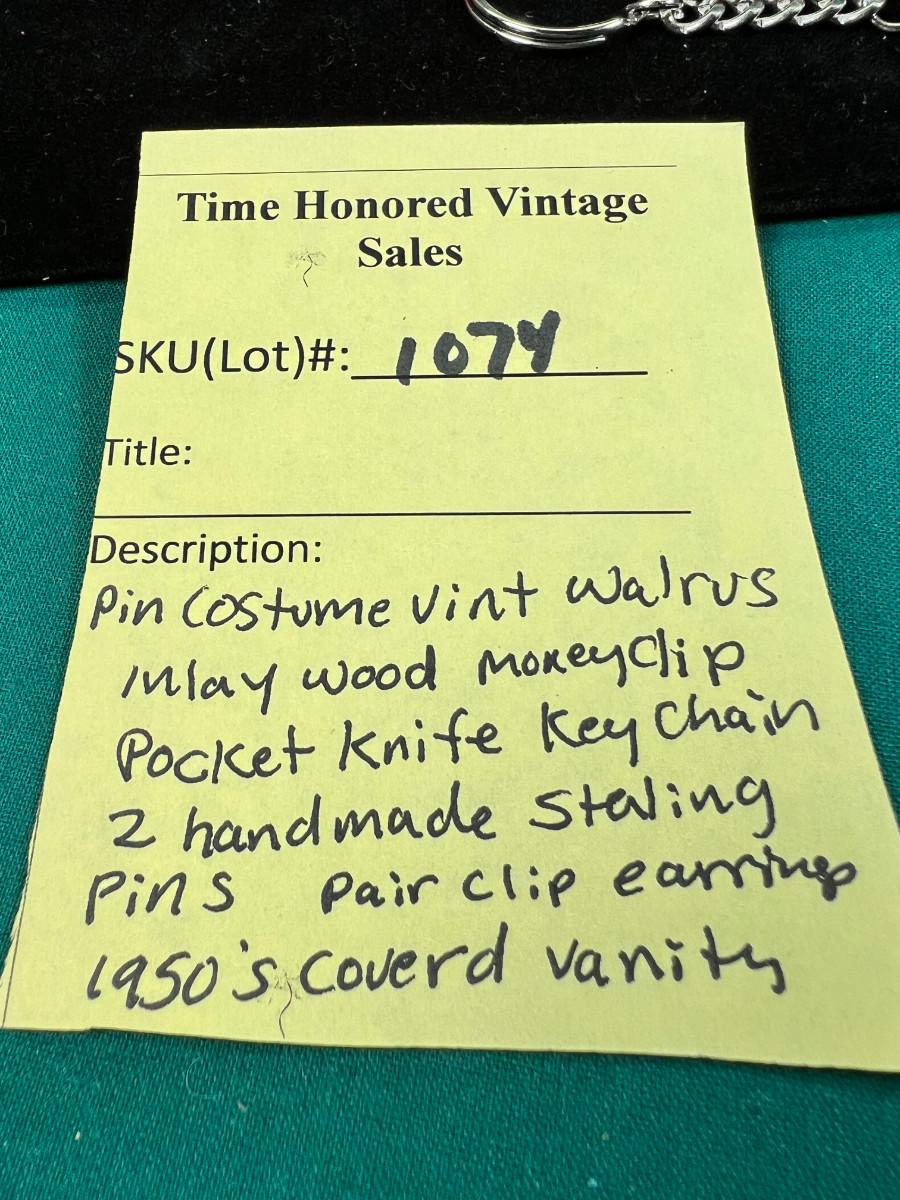 Time Honored Vintage
Sales
SKU(Lot)#: 1074
Title:
Description:
Pin Costume Vint Walrus
Inlay wood MoneyClip
Pocket Knife Key Chain
2 handmade Sterling
Pins Pair Clip earrings
1950's Coverd vanity